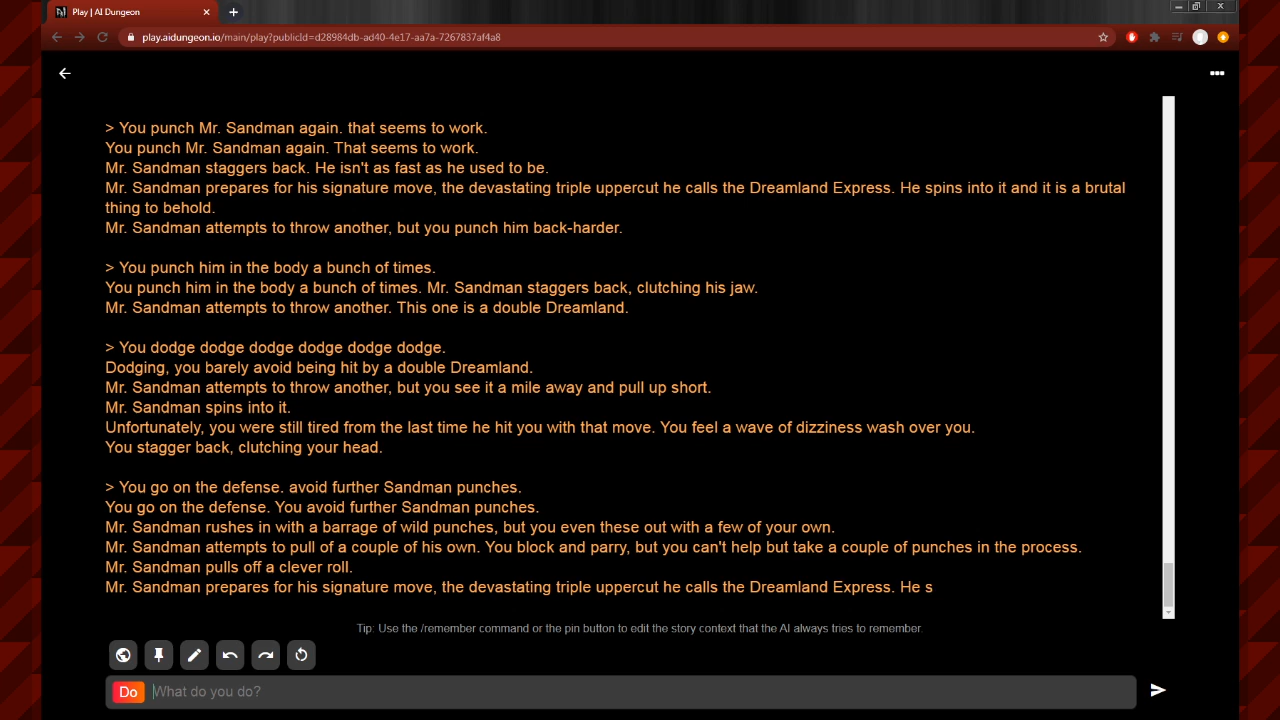 Play | AI Dungeon
play.aidungeon.io/main/play?publicId=d28984db-ad40-4e17-aa7a-7267837af4a8
> You punch Mr. Sandman again. that seems to work.
You punch Mr. Sandman again. That seems to work.
Mr. Sandman staggers back. He isn't as fast as he used to be.
Mr. Sandman prepares for his signature move, the devastating triple uppercut he calls the Dreamland Express. He spins into it and it is a brutal
thing to behold.
Mr. Sandman attempts to throw another, but you punch him back-harder.
> You punch him in the body a bunch of times.
You punch him in the body a bunch of times. Mr. Sandman staggers back, clutching his jaw.
Mr. Sandman attempts to throw another. This one is a double Dreamland.
> You dodge dodge dodge dodge dodge dodge.
Dodging, you barely avoid being hit by a double Dreamland.
Mr. Sandman attempts to throw another, but you see it a mile away and pull up short.
Mr. Sandman spins into it.
Unfortunately, you were still tired from the last time he hit you with that move. You feel a wave of dizziness wash over you.
You stagger back, clutching your head.
> You go on the defense. avoid further Sandman punches.
You go on the defense. You avoid further Sandman punches.
Mr. Sandman rushes in with a barrage of wild punches, but you even these out with a few of your own.
Mr. Sandman attempts to pull of a couple of his own. You block and parry, but you can't help but take a couple of punches in the process.
Mr. Sandman pulls off a clever roll.
Mr. Sandman prepares for his signature move, the devastating triple uppercut he calls the Dreamland Express. He s
Tip: Use the /remember command or the pin button to edit the story context that the AI always tries to remember.
Do What do you do?